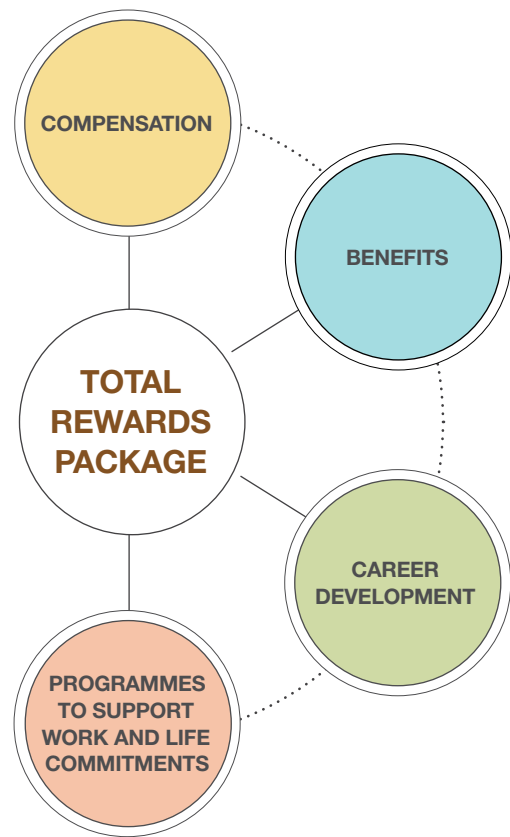 COMPENSATION
BENEFITS
TOTAL
REWARDS
PACKAGE
CAREER
DEVELOPMENT
PROGRAMMES
TO SUPPORT
WORK AND LIFE
COMMITMENTS